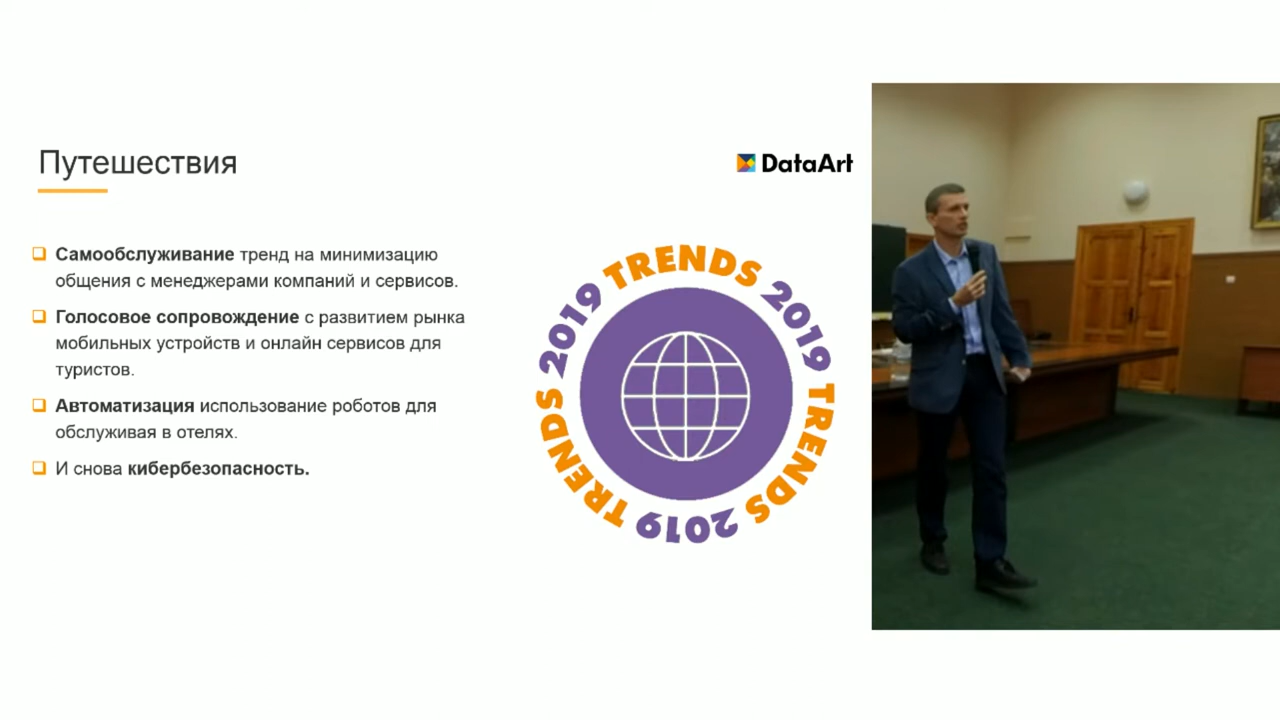 Путешествия
DataArt
Самообслуживание тренд на минимизацию
общения с менеджерами компаний и сервисов.
Голосовое сопровождение с развитием рынка
мобильных устройств и онлайн сервисов для
туристов.
Автоматизация использование роботов для
обслуживая в отелях.
И снова кибербезопасность.
TRENDS 2019 TRENDS 2019 TRENDS 2019